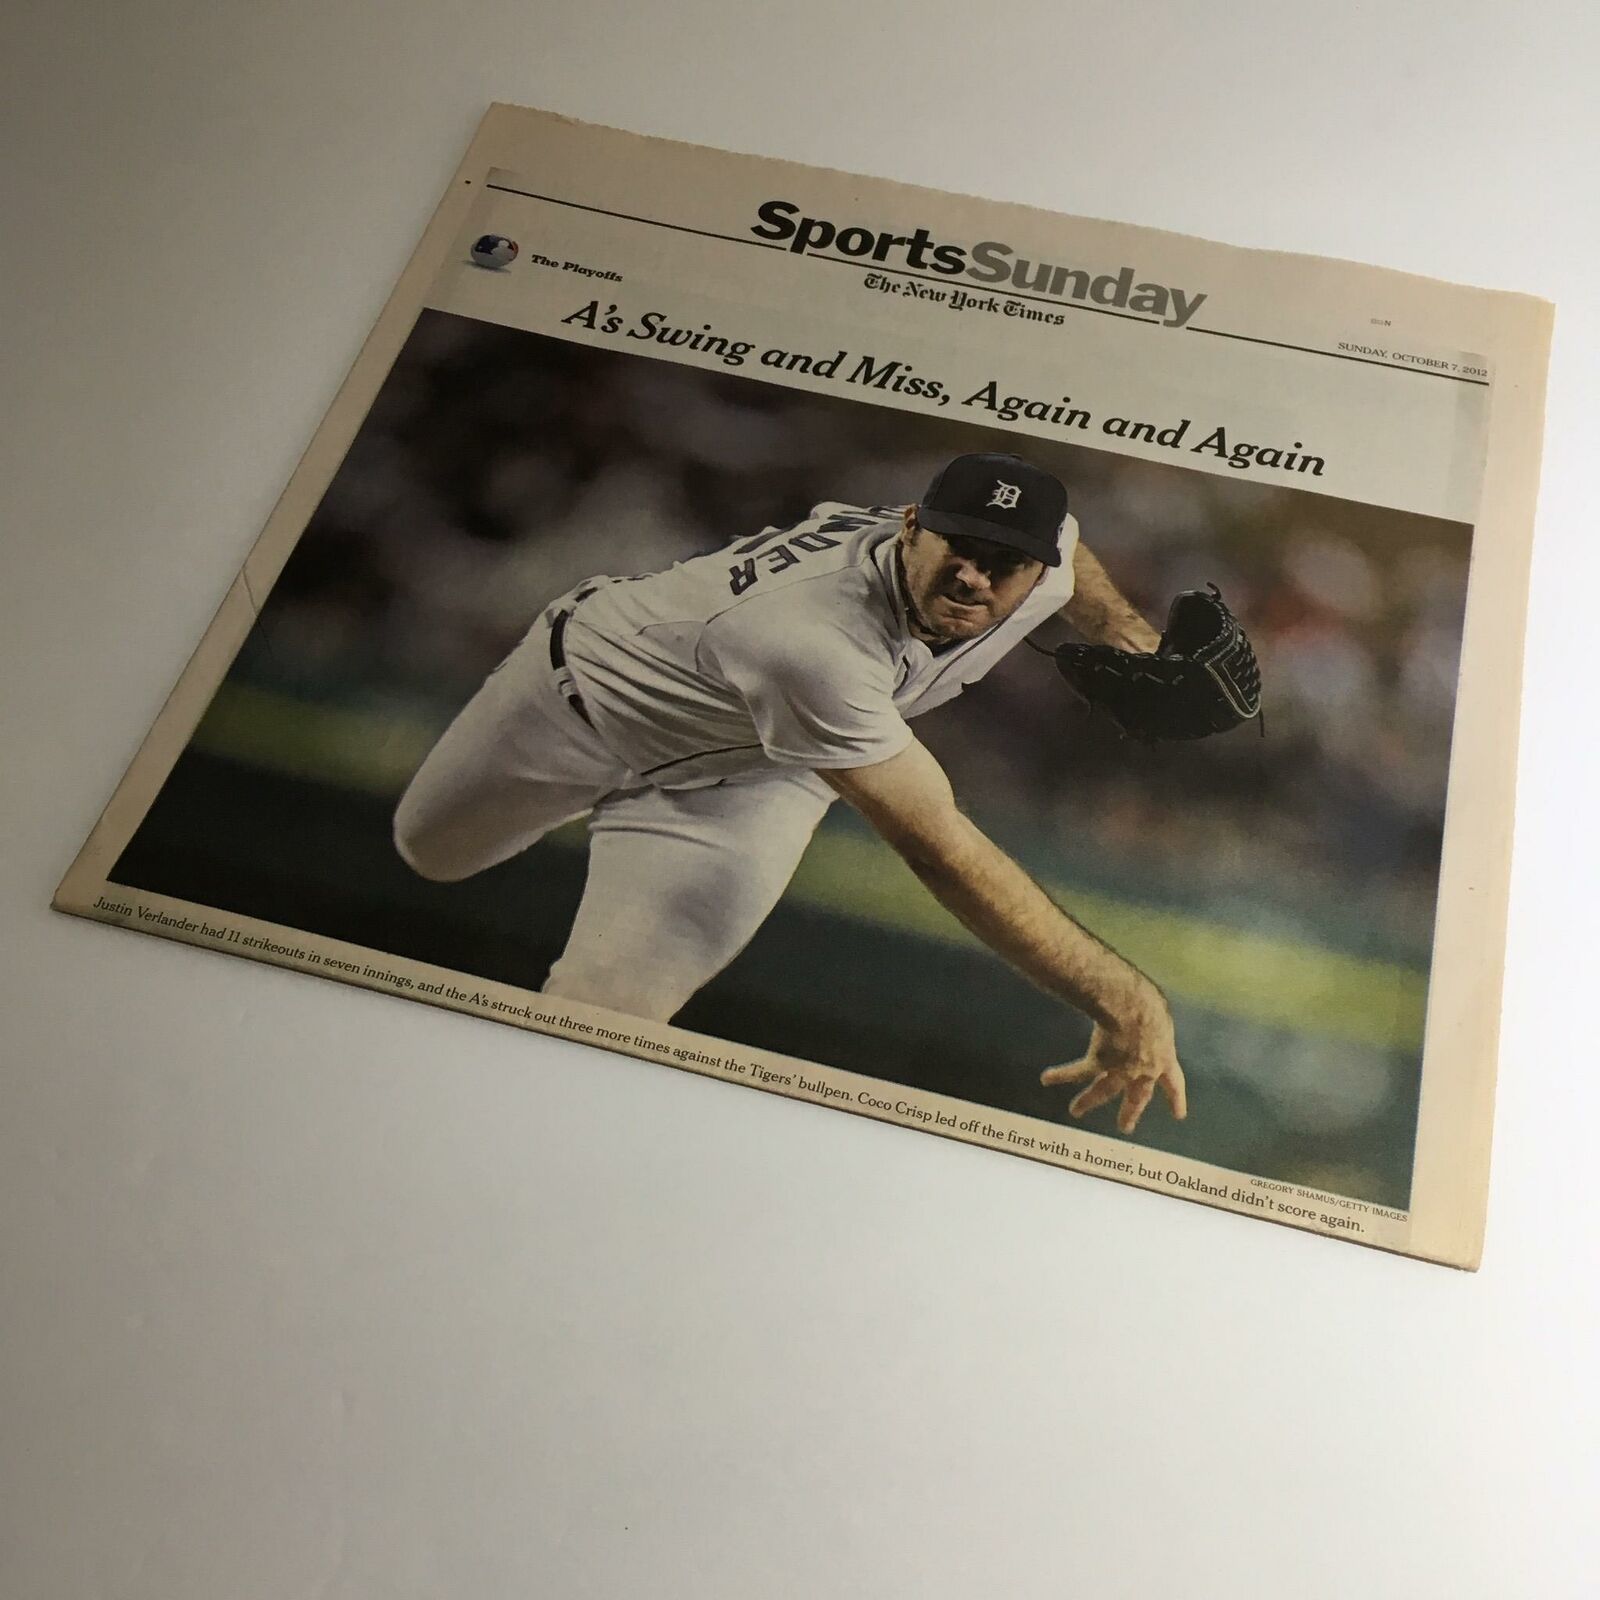 SportsSunday
The New York Times
The Playoffs
SUNDAY, OCTOBER 7, 2012
A's Swing and Miss, Again and Again
D
NDER
GREGORY SHAMUS/GETTY IMAGES
Justin Verlander had 11 strikeouts in seven innings, and the A's struck out three more times against the Tigers' bullpen. Coco Crisp led off the first with a homer, but Oakland didn't score again.